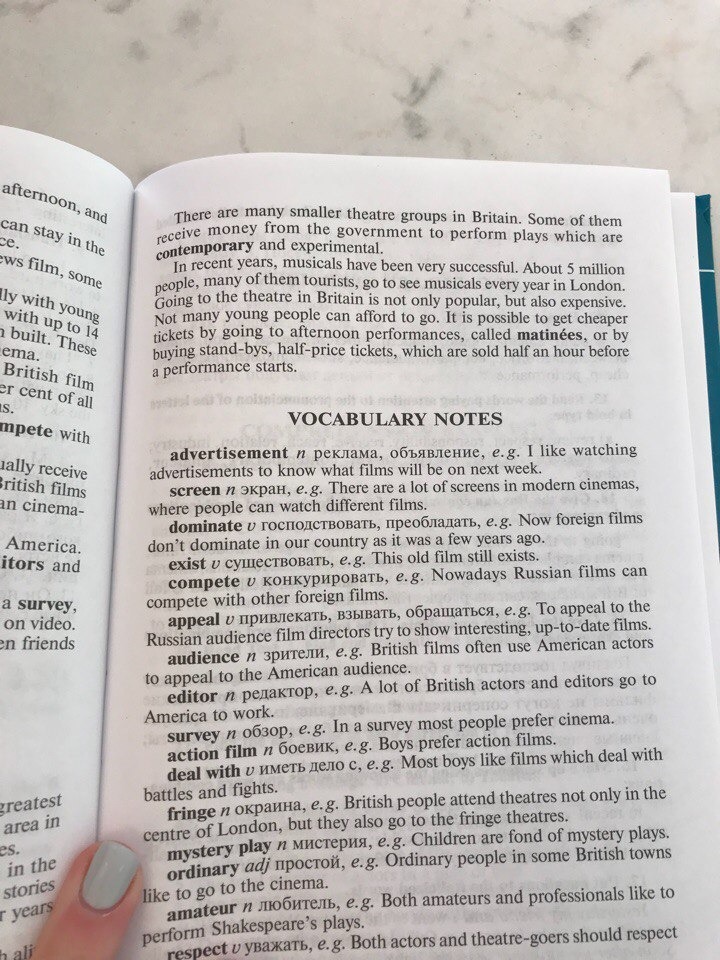 afternoon, and
can stay in the
ce.
ws film, some
lly with young
with up to 14
n built. These
ema.
British film
er cent of all
s.
mpete with
ually receive
British films
an cinema-
America.
itors and
a survey,
on video.
en friends
greatest
area in
es.
in the
stories
r years
There are many smaller theatre groups in Britain. Some of them
receive money from the government to perform plays which are
contemporary and experimental.
In recent years, musicals have been very successful. About 5 million
people, many of them tourists, go to see musicals every year in London.
Going to the theatre in Britain is not only popular, but also expensive.
Not many young people can afford to go. It is possible to get cheaper
tickets by going to afternoon performances, called matinées, or by
buying stand-bys, half-price tickets, which are sold half an hour before
a performance starts.
VOCABULARY NOTES
advertisement n реклама, объявление, e.g. I like watching
advertisements to know what films will be on next week.
screen n экран, e.g. There are a lot of screens in modern cinemas,
where people can watch different films.
dominate v господствовать, преобладать, e.g. Now foreign films
don't dominate in our country as it was a few years ago.
exist v существовать, e.g. This old film still exists.
compete v конкурировать, e.g. Nowadays Russian films can
compete with other foreign films.
appeal v привлекать, взывать, обращаться, e.g. To appeal to the
Russian audience film directors try to show interesting, up-to-date films.
audience n зрители, e.g. British films often use American actors
to appeal to the American audience.
editor n редактор, e.g. A lot of British actors and editors go to
America to work.
survey n обзор, e.g. In a survey most people prefer cinema.
action film n боевик, e.g. Boys prefer action films.
deal with v иметь дело с, e.g. Most boys like films which deal with
battles and fights.
fringe n окраина, e.g. British people attend theatres not only in the
centre of London, but they also go to the fringe theatres.
mystery play n мистерия, e.g. Children are fond of mystery plays.
ordinary adj простой, e.g. Ordinary people in some British towns
like to go to the cinema.
amateur n любитель, e.g. Both amateurs and professionals like to
perform Shakespeare's plays.
respect v уважать, e.g. Both actors and theatre-goers should respect